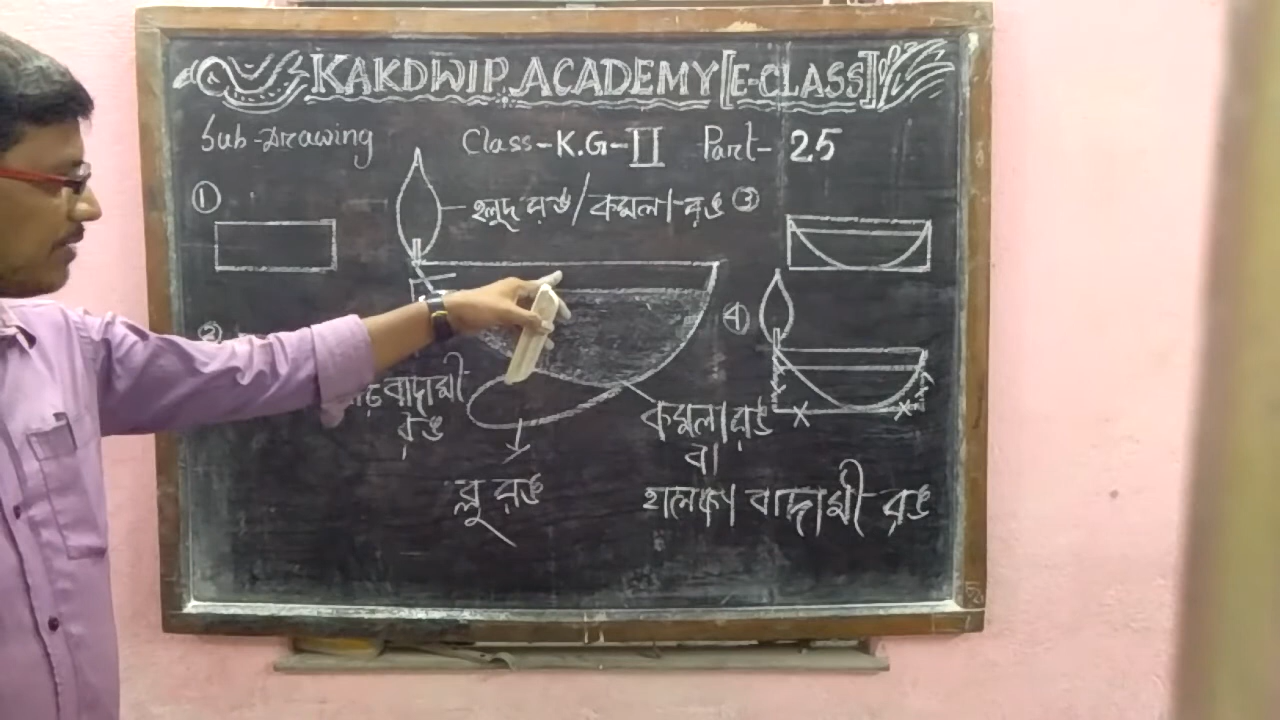 KAKDWIP ACADEMY [E-CLASS]
Sub-Drawing Class-K.G-II Part-25
①
হলুদ রঙ/কমলা-রঙ ③
②
④
বাদামী
রঙ
কমলা রঙ
বা
ব্লু রঙ
হালকা বাদামী রঙ